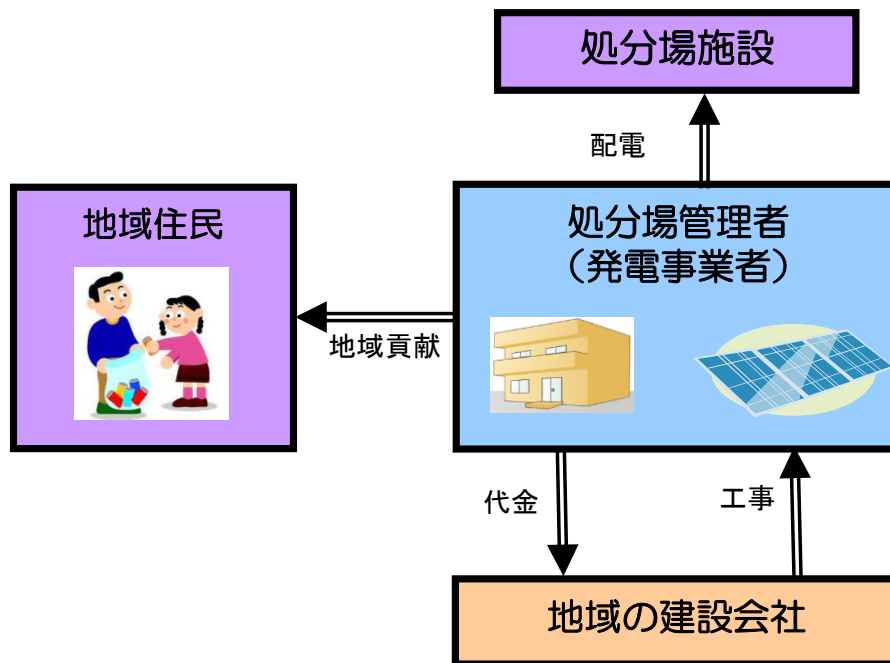 処分場施設
配電
地域住民
処分場管理者
（発電事業者）
地域貢献
代金
工事
地域の建設会社